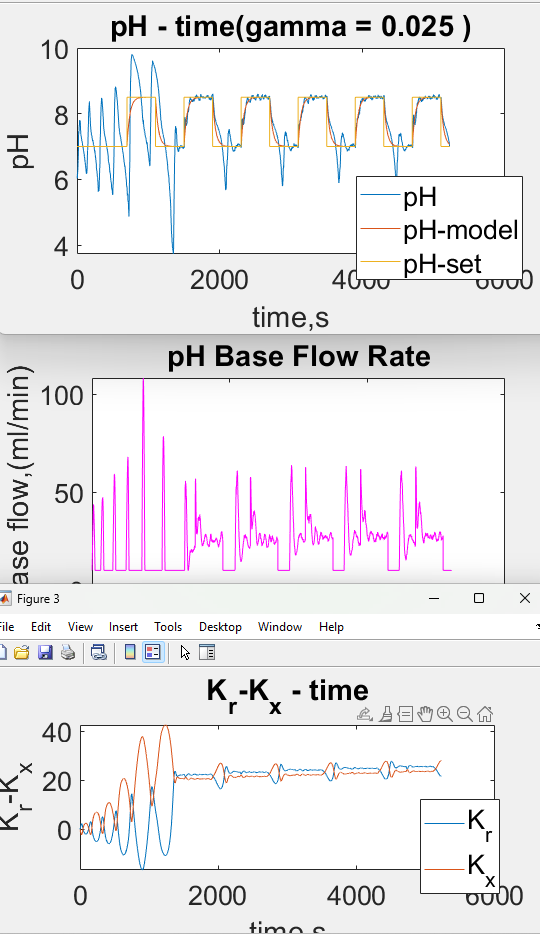 pH - time(gamma = 0.025 )
10
8
6
4
pH
0
2000
4000
6000
time,s
pH
pH-model
pH-set
pH Base Flow Rate
100
50
0
ase flow,(ml/min)
Figure 3
File Edit View Insert Tools Desktop Window Help
Kr-Kx - time
40
20
0
Kr-Kx
0
2000
4000
6000
time,s
Kr
Kx